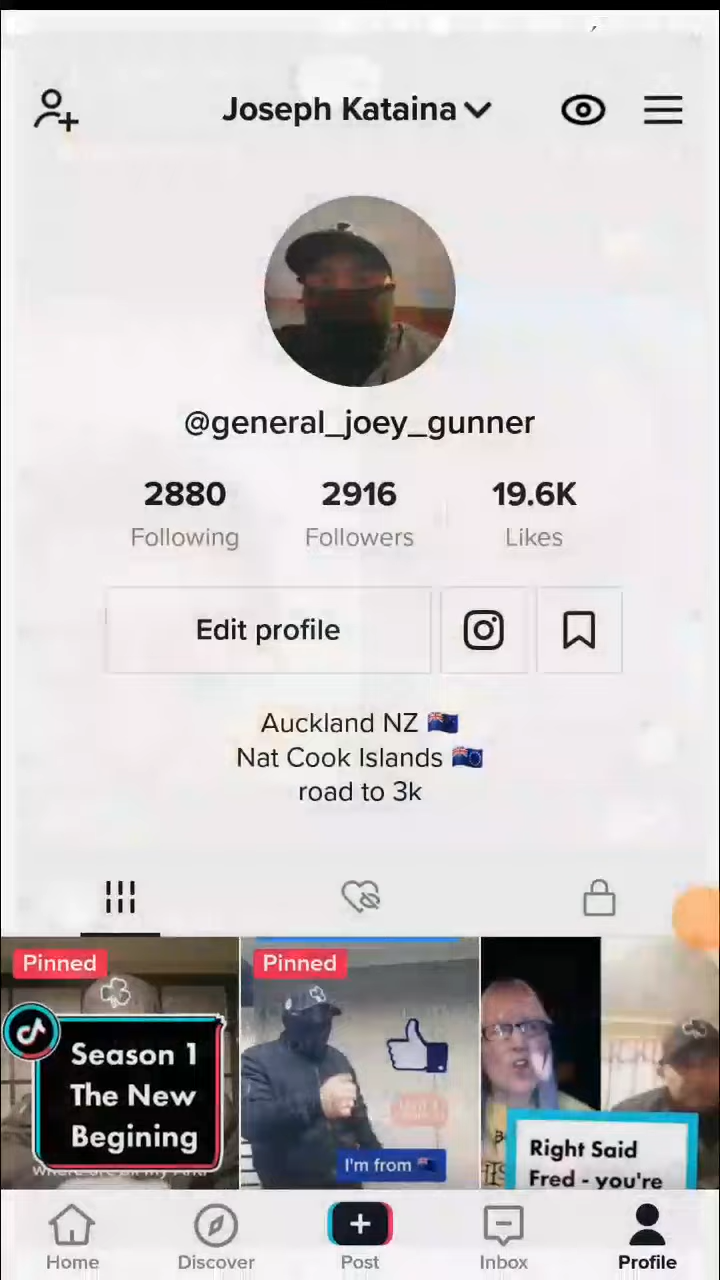 Joseph Kataina
@general_joey_gunner
2880
2916
19.6K
Following
Followers
Likes
Edit profile
Auckland NZ 🇳🇿
Nat Cook Islands 🇨🇰
road to 3k
Pinned
Pinned
Season 1
The New
Begining
I'm from 🇳🇿
Right Said
Fred - you're
Home
Discover
Post
Inbox
Profile